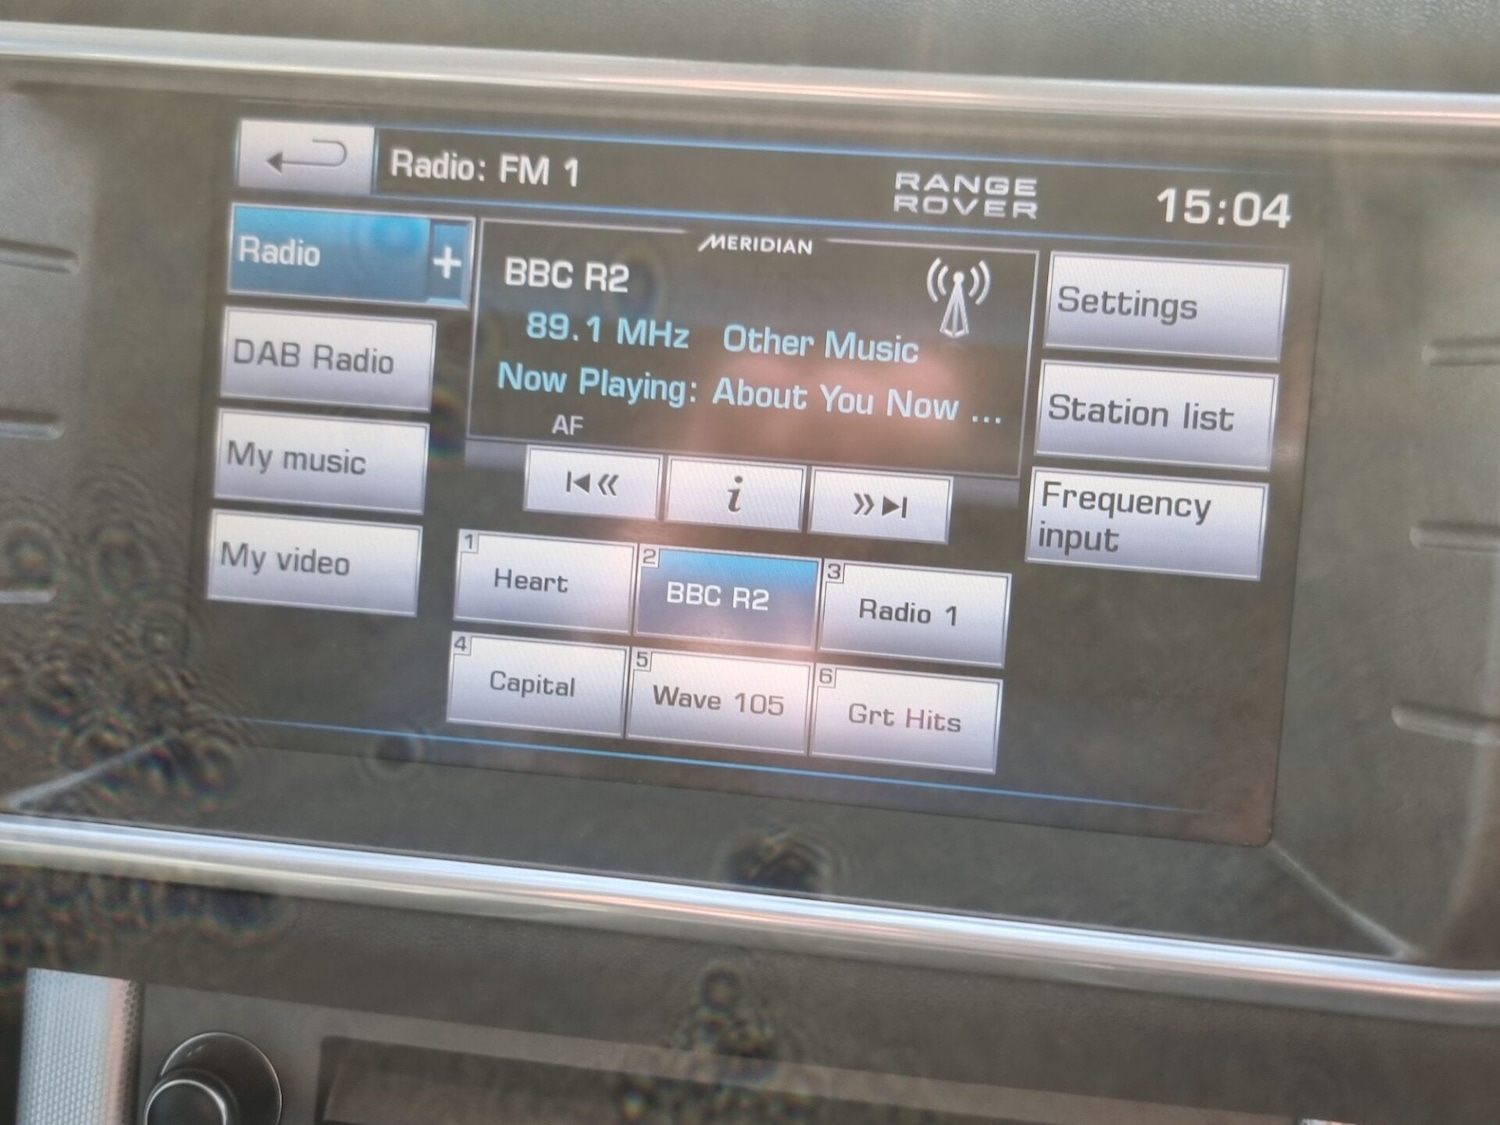 Radio: FM 1
RANGE
ROVER
15:04
Radio +
MERIDIAN
BBC R2
89.1 MHz Other Music
Now Playing: About You Now ...
AF
DAB Radio
My music
My video
Settings
Station list
Frequency
input
i
1 Heart
2 BBC R2
3 Radio 1
4 Capital
5 Wave 105
6 Grt Hits